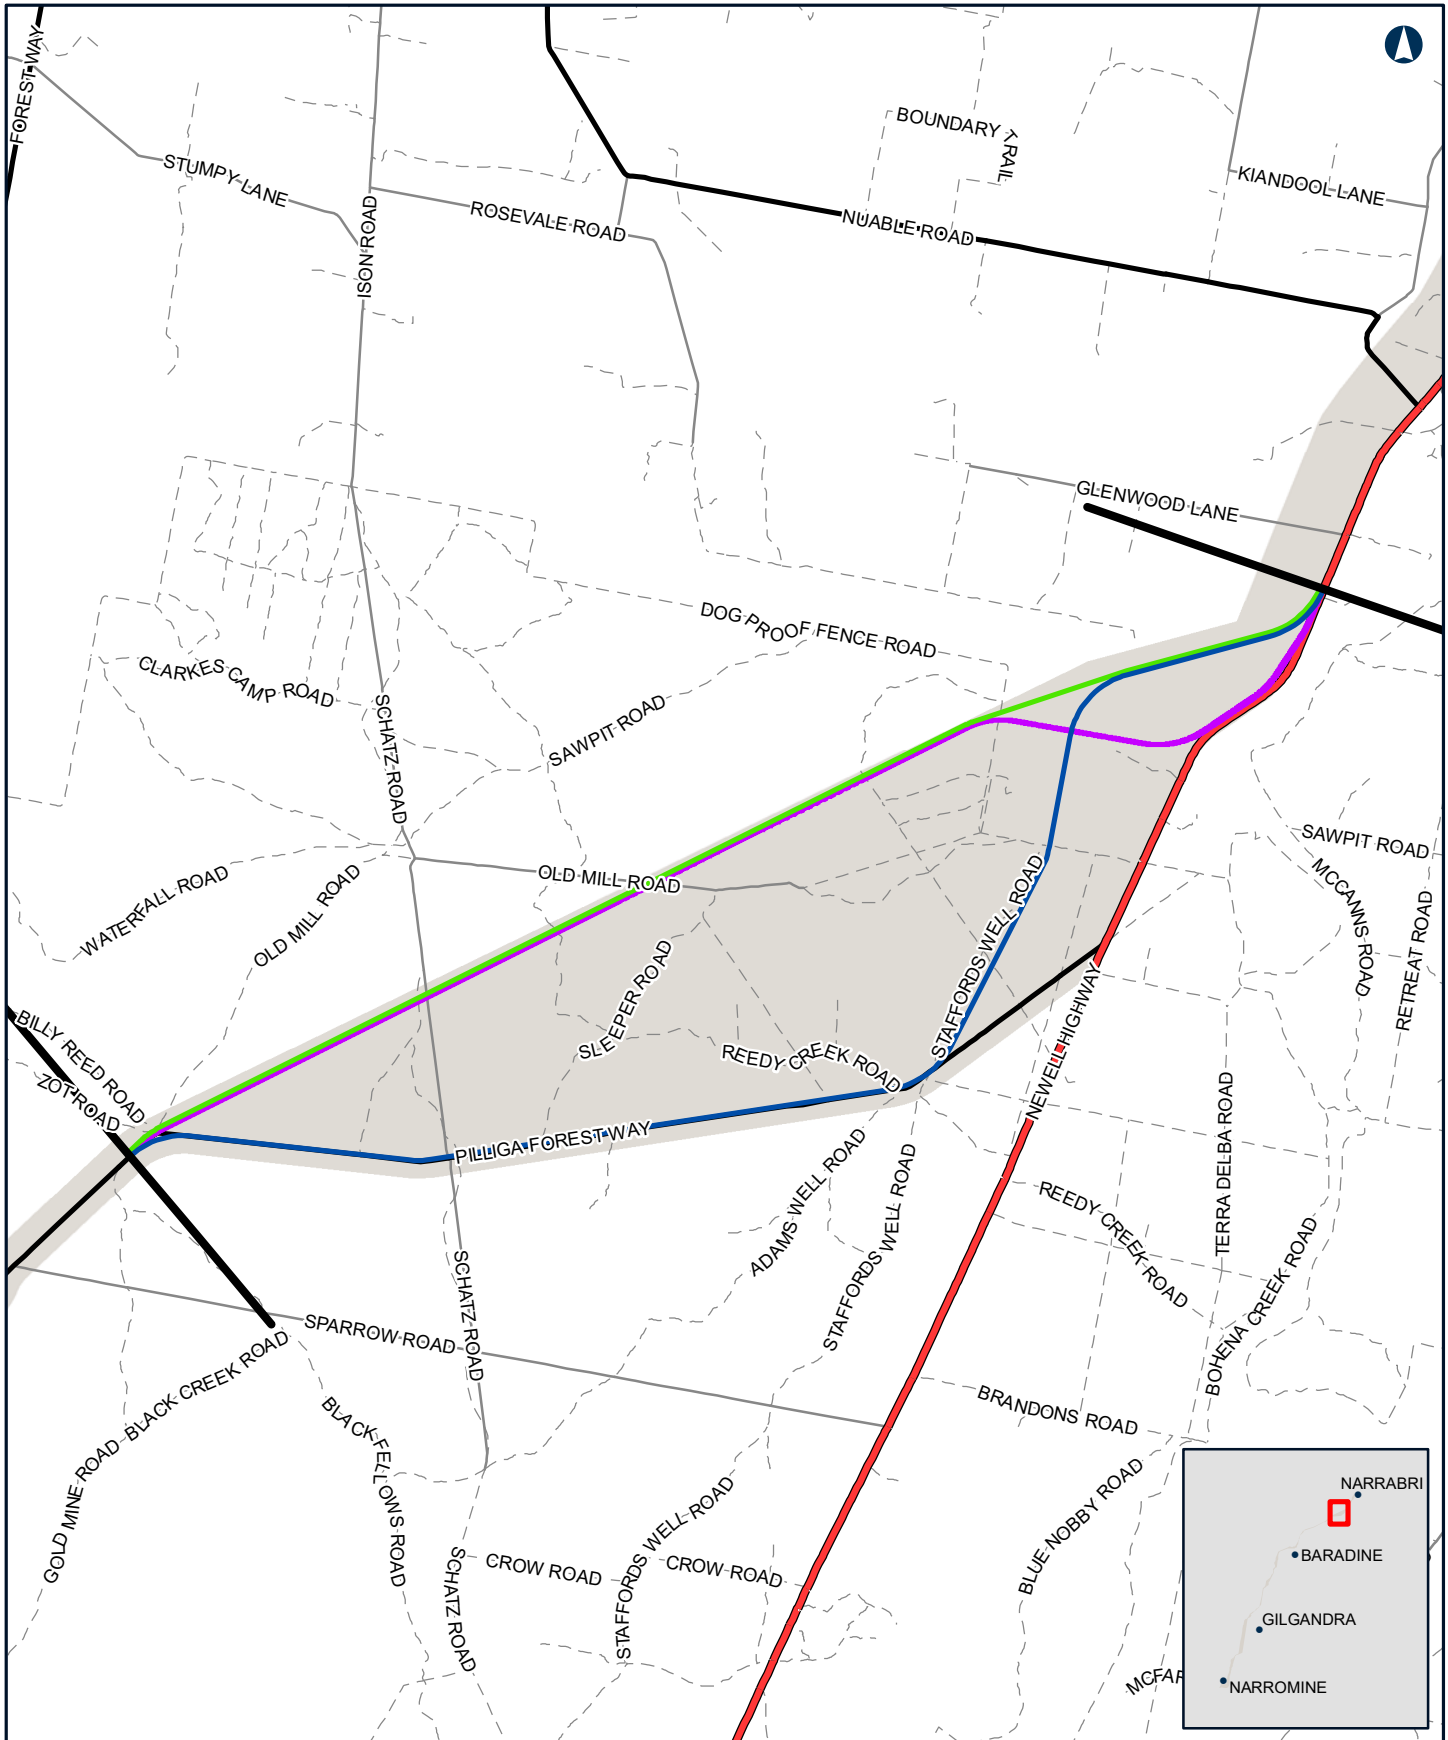 FOREST WAY
BOUNDARY TRAIL
STUMPY LANE
KIANDOOL LANE
ISON ROAD
ROSEVALE ROAD
NUABLE ROAD
GLENWOOD LANE
DOG PROOF FENCE ROAD
CLARKES CAMP ROAD
SCHATZ ROAD
SAWPIT ROAD
SAWPIT ROAD
OLD MILL ROAD
WATERFALL ROAD
OLD MILL ROAD
MCCANNS ROAD
RETREAT ROAD
STAFFORDS WELL ROAD
SLEEPER ROAD
NEWELL HIGHWAY
BILLY REED ROAD
ZOT ROAD
REEDY CREEK ROAD
PILLIGA FOREST WAY
TERRA DELBA ROAD
ADAMS WELL ROAD
STAFFORDS WELL ROAD
REEDY CREEK ROAD
BOHENA CREEK ROAD
SCHATZ ROAD
SPARROW ROAD
BLACK CREEK ROAD
GOLD MINE ROAD
BLACK FELLOWS ROAD
BRANDONS ROAD
BLUE NOBBY ROAD
STAFFORDS WELL ROAD
SCHATZ ROAD
CROW ROAD
CROW ROAD
MCFAR
NARRABRI
BARADINE
GILGANDRA
NARROMINE